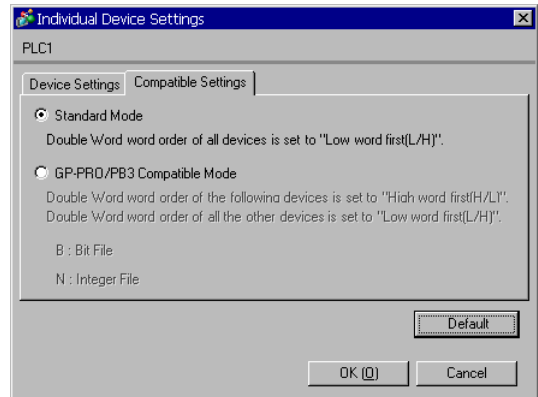 Individual Device Settings
PLC1
Device Settings Compatible Settings
Standard Mode
Double Word word order of all devices is set to "Low word first(L/H)".
GP-PRO/PB3 Compatible Mode
Double Word word order of the following devices is set to "High word first(H/L)".
Double Word word order of all the other devices is set to "Low word first(L/H)".
B : Bit File
N : Integer File
Default
OK (O) Cancel